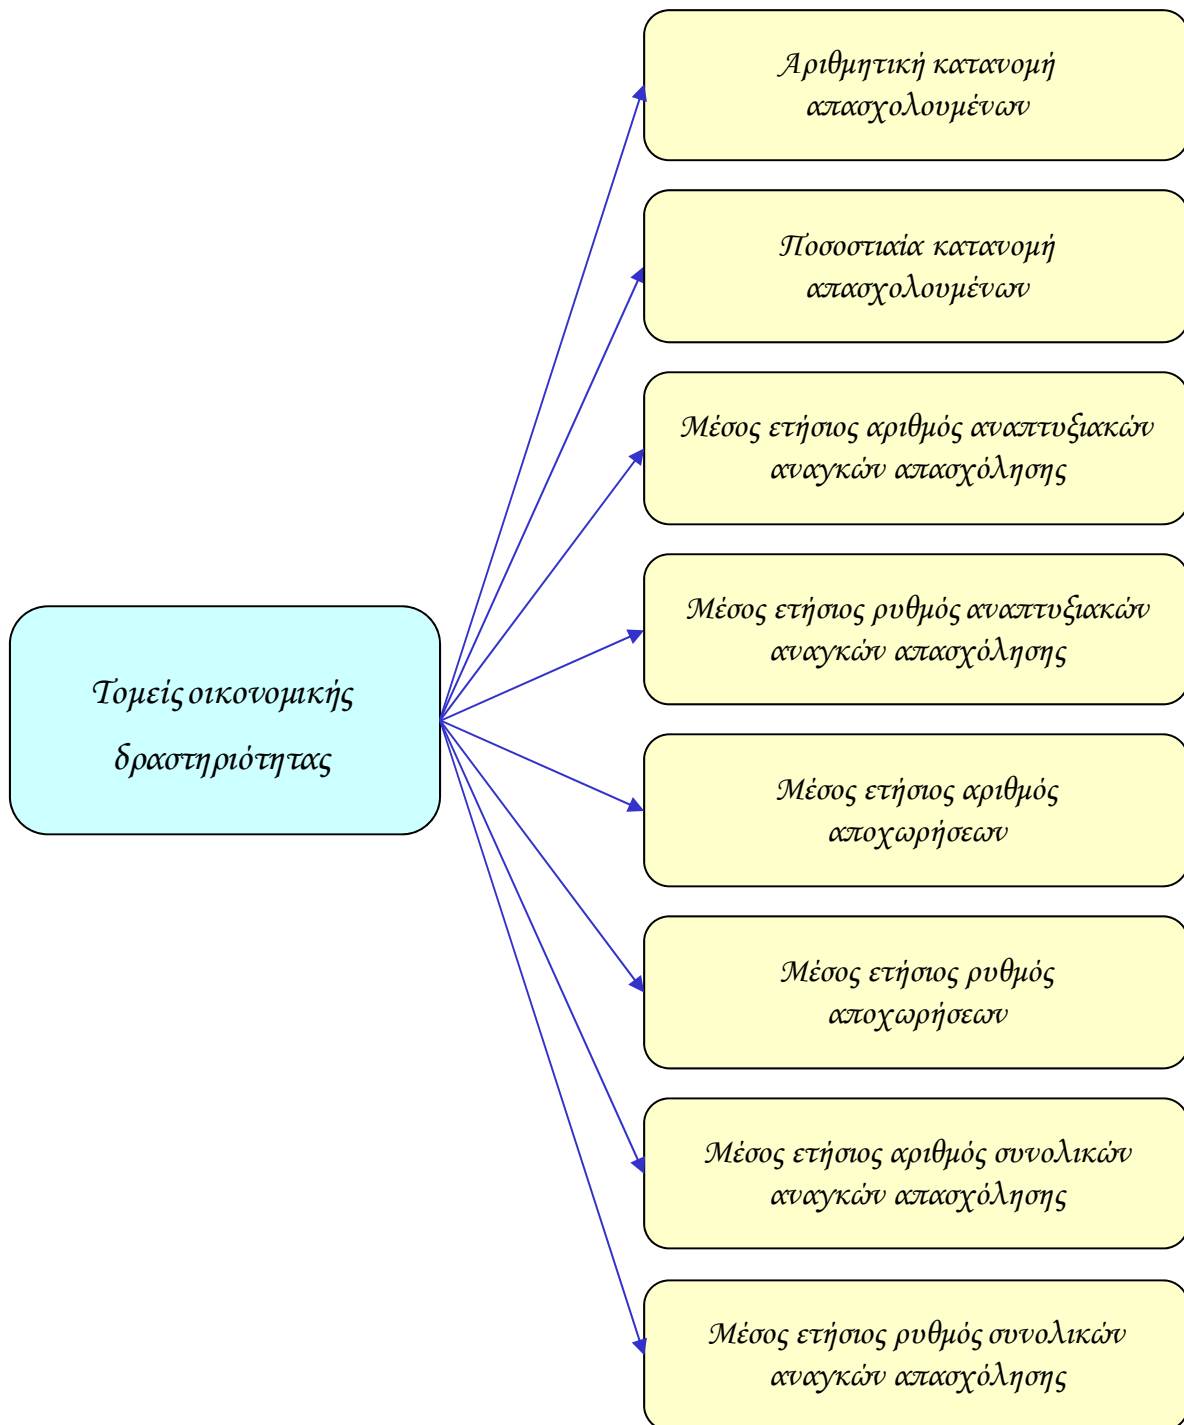 Αριθμητική κατανομή
απασχολουμένων
Ποσοστιαία κατανομή
απασχολουμένων
Μέσος ετήσιος αριθμός αναπτυξιακών
αναγκών απασχόλησης
Μέσος ετήσιος ρυθμός αναπτυξιακών
αναγκών απασχόλησης
Τομείς οικονομικής
δραστηριότητας
Μέσος ετήσιος αριθμός
αποχωρήσεων
Μέσος ετήσιος ρυθμός
αποχωρήσεων
Μέσος ετήσιος αριθμός συνολικών
αναγκών απασχόλησης
Μέσος ετήσιος ρυθμός συνολικών
αναγκών απασχόλησης